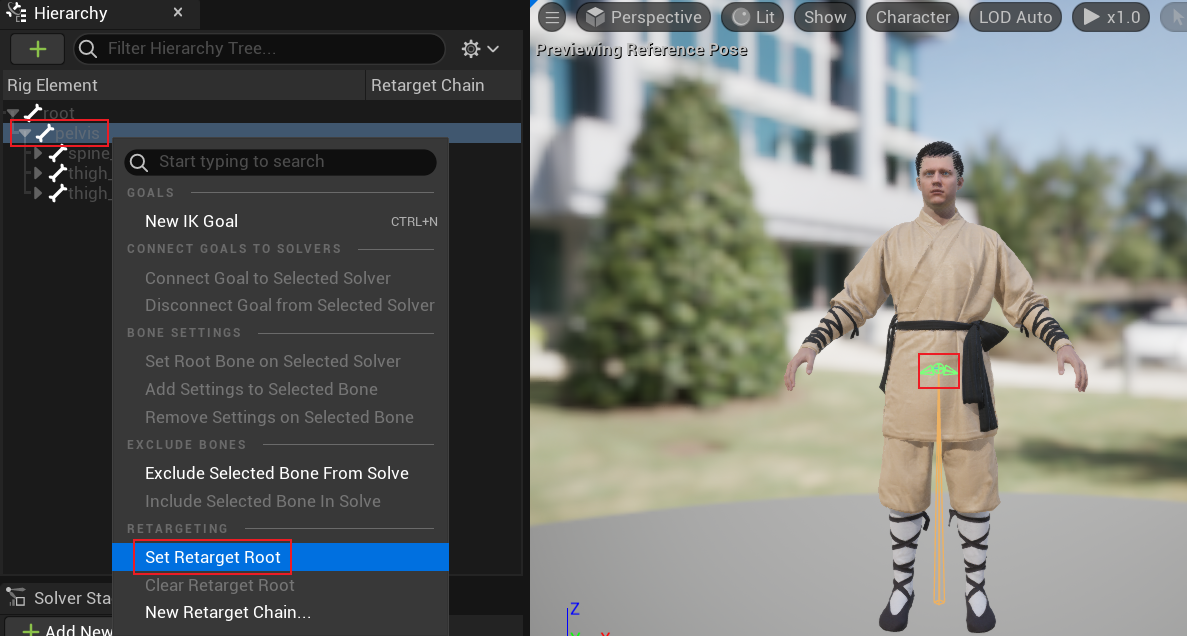 Hierarchy
Filter Hierarchy Tree...
Rig Element
Retarget Chain
root
pelvis
spine_
thigh_
thigh_
Start typing to search
GOALS
New IK Goal CTRL+N
CONNECT GOALS TO SOLVERS
Connect Goal to Selected Solver
Disconnect Goal from Selected Solver
BONE SETTINGS
Set Root Bone on Selected Solver
Add Settings to Selected Bone
Remove Settings on Selected Bone
EXCLUDE BONES
Exclude Selected Bone From Solve
Include Selected Bone In Solve
RETARGETING
Set Retarget Root
Clear Retarget Root
New Retarget Chain...
Solver Sta
Add New
Perspective
Lit
Show
Character
LOD Auto
x1.0
Previewing Reference Pose
Z
X